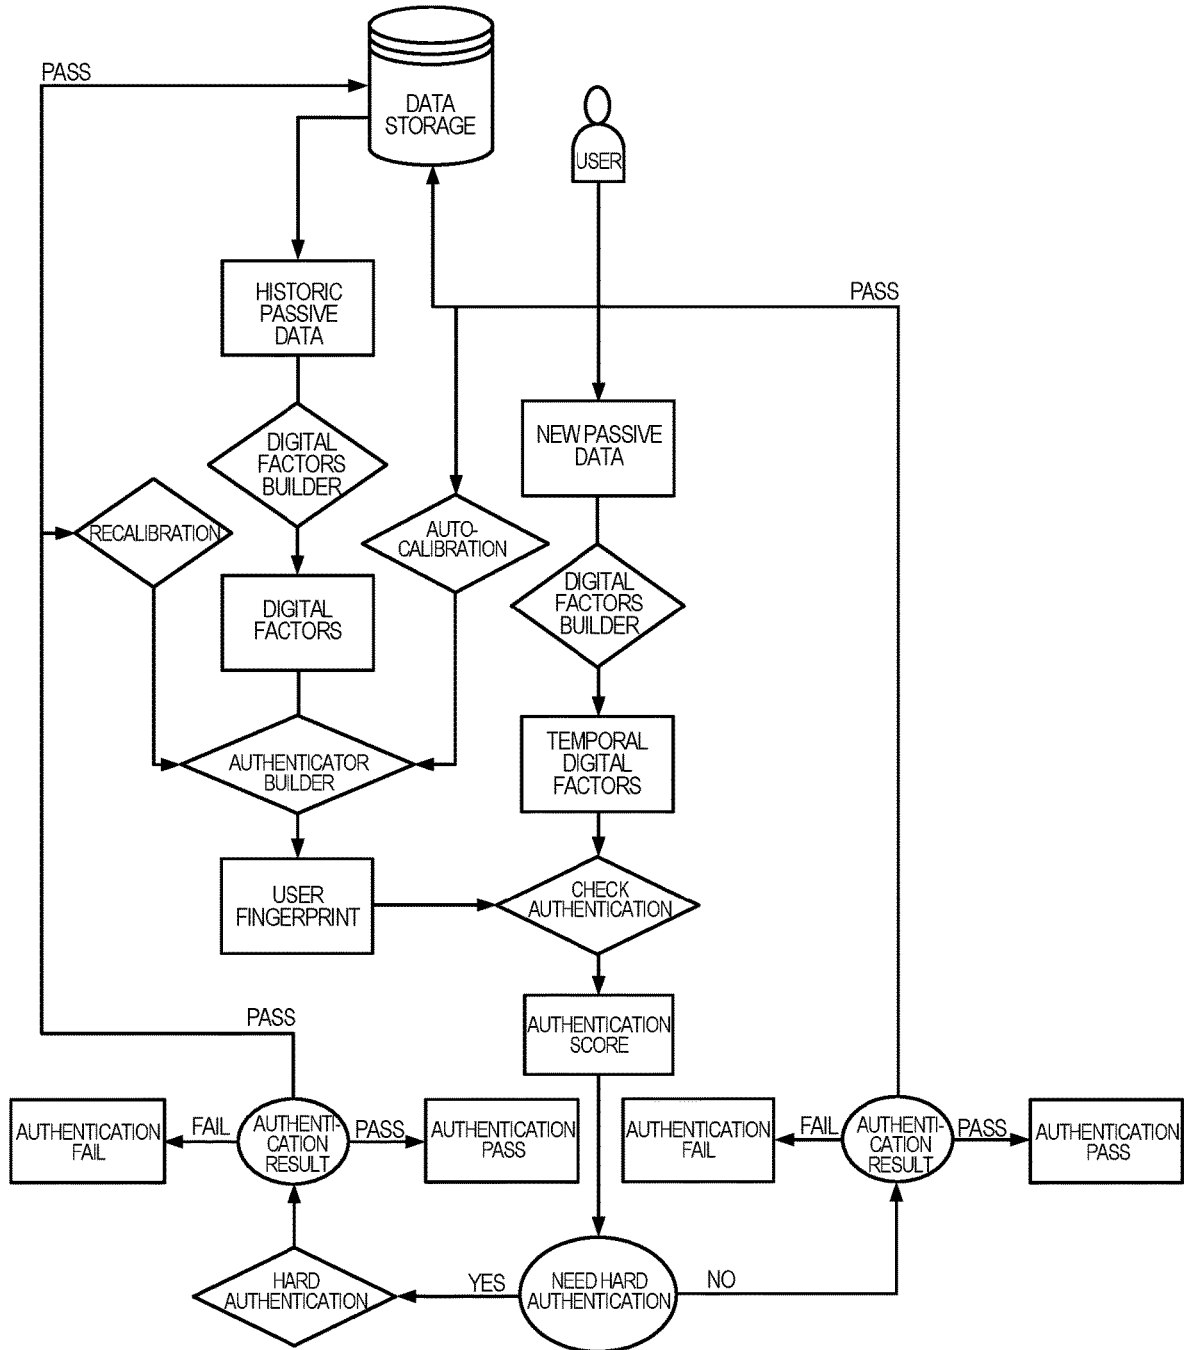 PASS
DATA
STORAGE
USER
PASS
HISTORIC
PASSIVE
DATA
NEW PASSIVE
DATA
DIGITAL
FACTORS
BUILDER
RECALIBRATION
AUTO-
CALIBRATION
DIGITAL
FACTORS
BUILDER
DIGITAL
FACTORS
TEMPORAL
DIGITAL
FACTORS
AUTHENTICATOR
BUILDER
USER
FINGERPRINT
CHECK
AUTHENTICATION
PASS
AUTHENTICATION
SCORE
AUTHENTICATION
FAIL
FAIL
AUTHENTI-
CATION
RESULT
PASS
AUTHENTICATION
PASS
AUTHENTICATION
FAIL
FAIL
AUTHENTI-
CATION
RESULT
PASS
AUTHENTICATION
PASS
HARD
AUTHENTICATION
YES
NEED HARD
AUTHENTICATION
NO